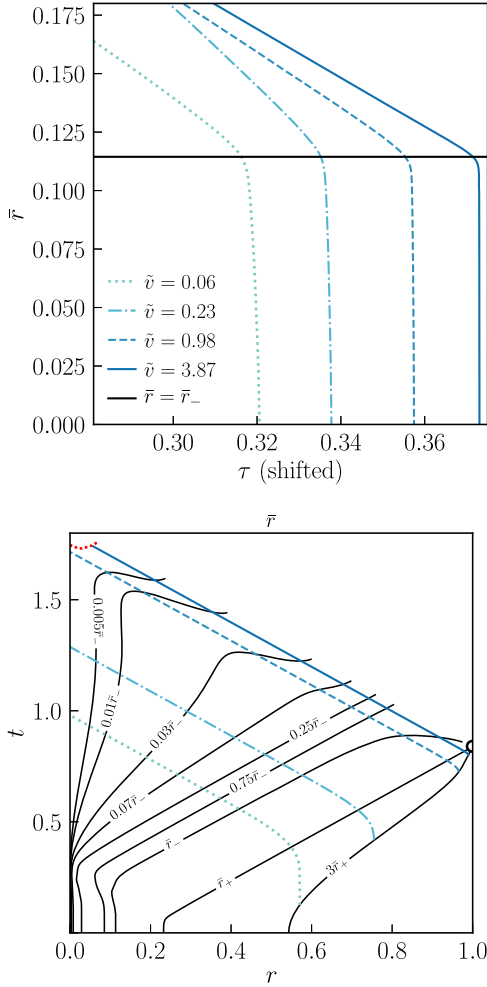 0.175
0.150
0.125
0.100
0.075
0.050
0.025
0.000
r̄
ṽ = 0.06
ṽ = 0.23
ṽ = 0.98
ṽ = 3.87
r̄ = r̄₋
0.30 0.32 0.34 0.36
τ (shifted)
r̄
1.5
1.0
0.5
t
0.005r̄₋
0.01r̄₋
0.03r̄₋
0.07r̄₋
0.25r̄₋
0.75r̄₋
r̄₋
r̄₊
3r̄₊
0.0 0.2 0.4 0.6 0.8 1.0
r